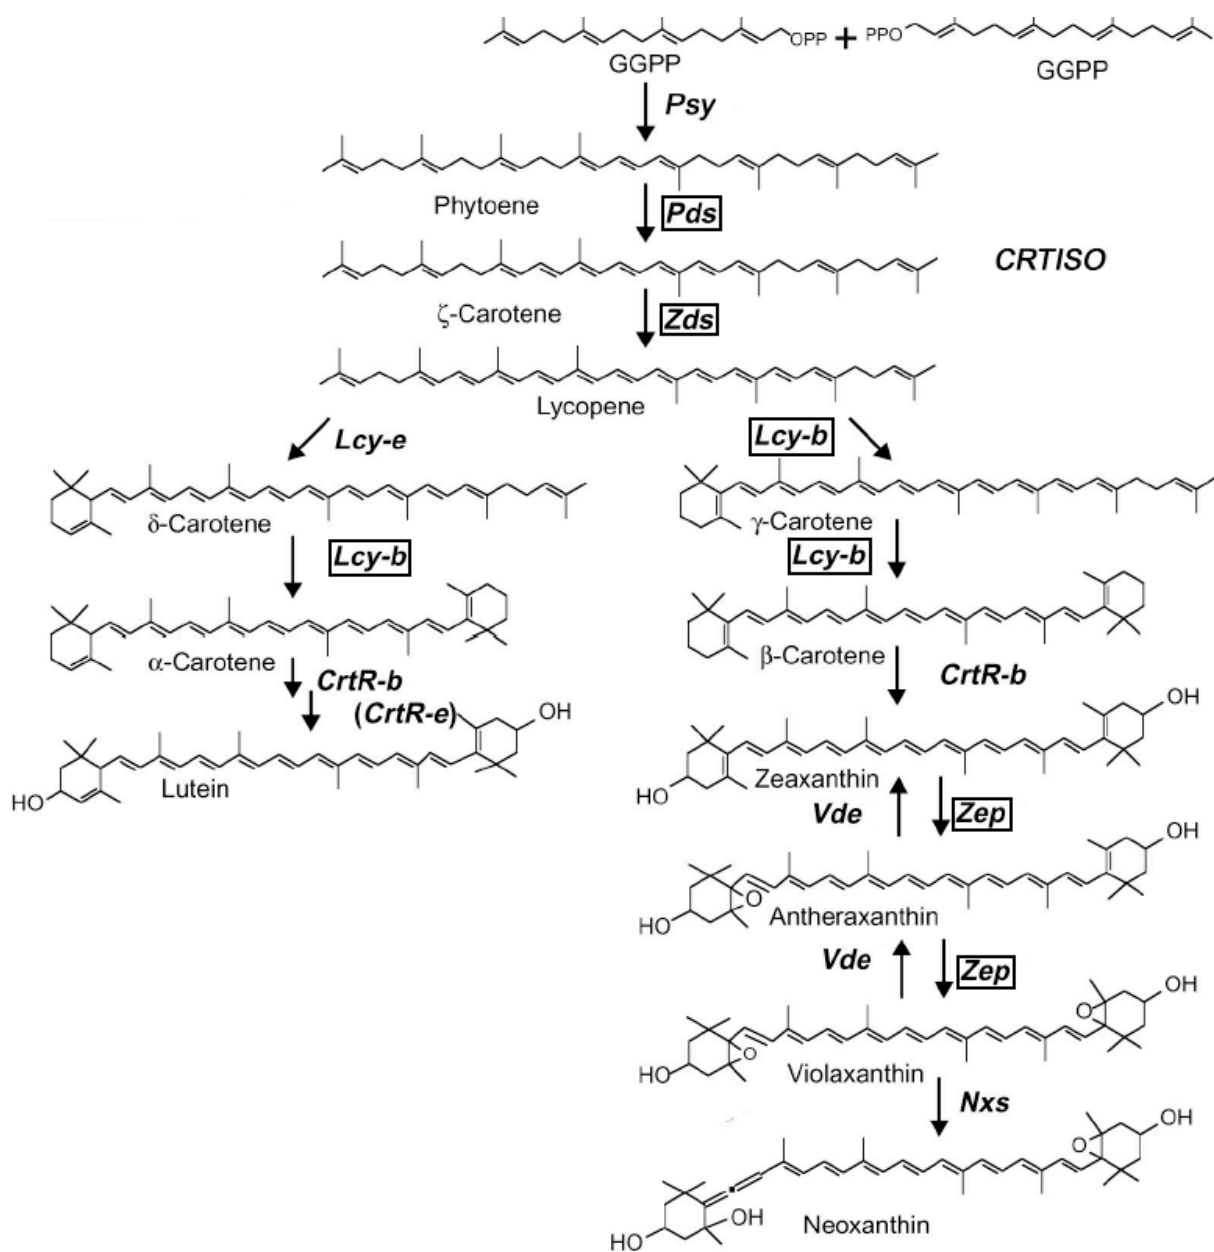 OPP + PPO
GGPP
GGPP
Psy
Phytoene
Pds
CRTISO
ζ-Carotene
Zds
Lycopene
Lcy-e
Lcy-b
δ-Carotene
γ-Carotene
Lcy-b
Lcy-b
α-Carotene
β-Carotene
CrtR-b
CrtR-b
(CrtR-e)
OH
OH
Lutein
HO
Zeaxanthin
HO
Vde
Zep
OH
O
Antheraxanthin
HO
Vde
Zep
OH
O
O
HO
Violaxanthin
Nxs
OH
O
OH
HO
Neoxanthin